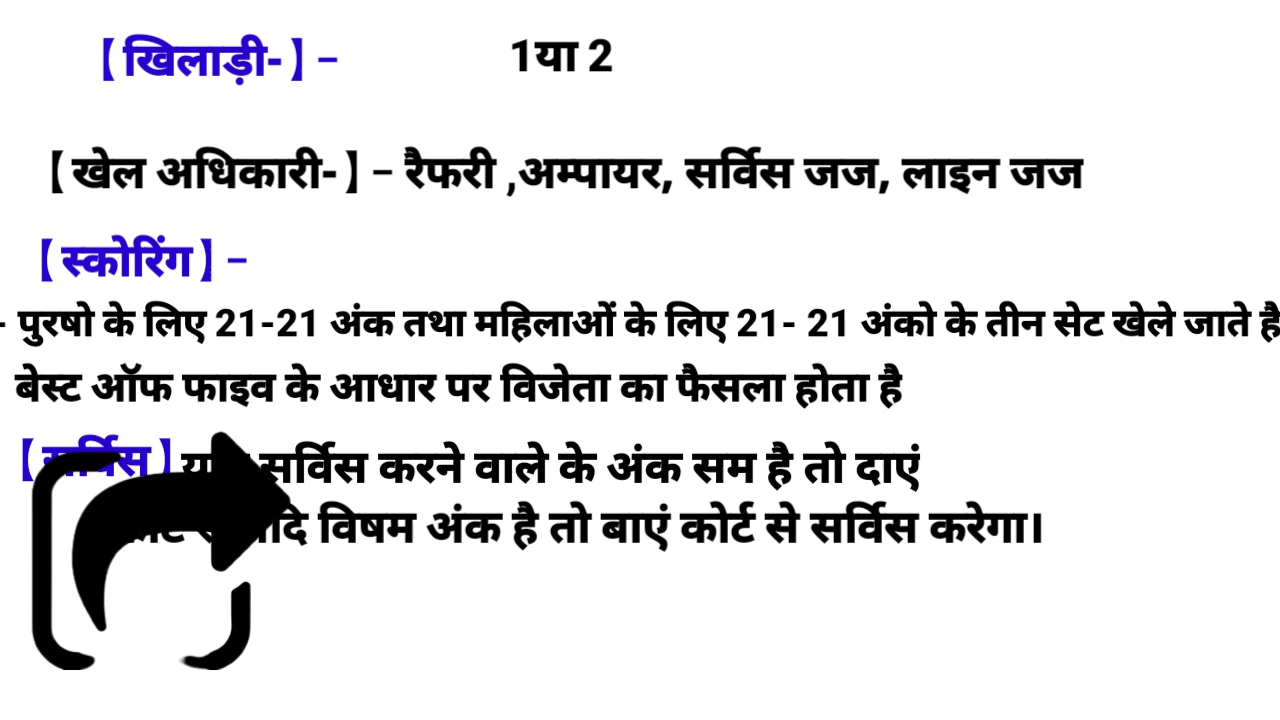 【खिलाड़ी-】- 1या 2
【खेल अधिकारी-】- रैफरी ,अम्पायर, सर्विस जज, लाइन जज
【स्कोरिंग】-
- पुरषो के लिए 21-21 अंक तथा महिलाओं के लिए 21- 21 अंको के तीन सेट खेले जाते है
बेस्ट ऑफ फाइव के आधार पर विजेता का फैसला होता है
【सर्विस】 सर्विस करने वाले के अंक सम है तो दाएं
विषम अंक है तो बाएं कोर्ट से सर्विस करेगा।